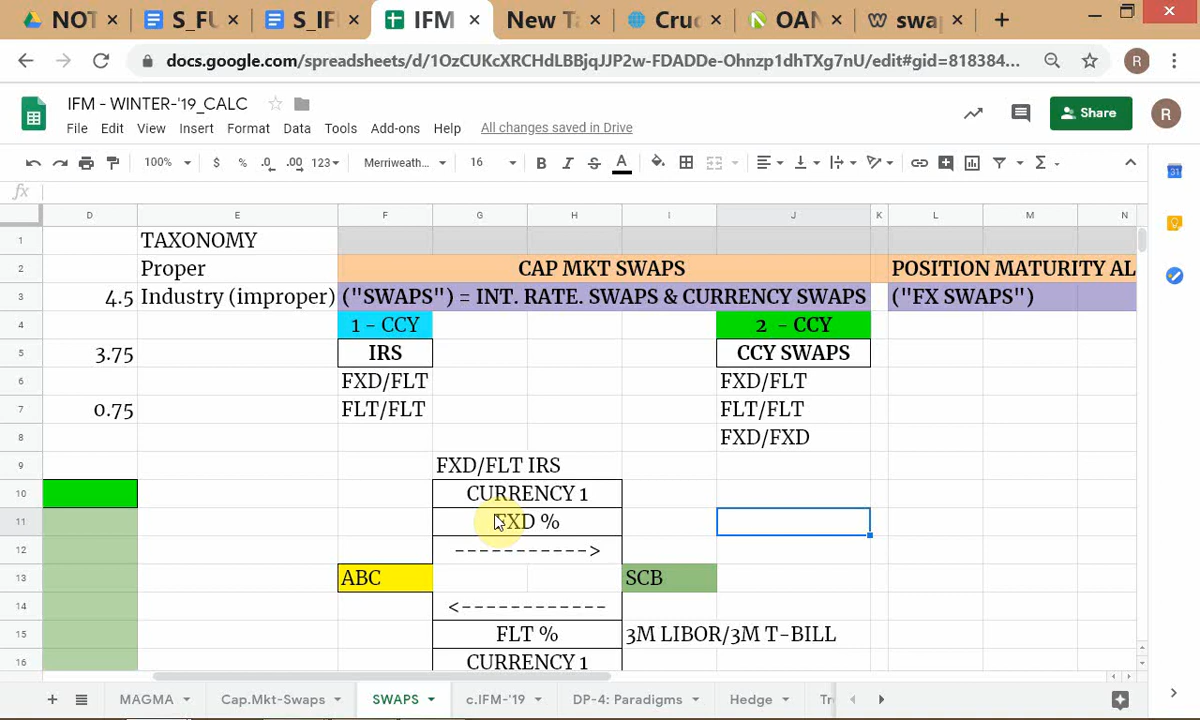 NOT
S_FU
S_IF
IFM
New Ta
Cruc
OAN
swap
docs.google.com/spreadsheets/d/1OzCUKcXRCHdLBBjqJJP2w-FDADDe-Ohnzp1dhTXg7nU/edit#gid=818384...
R
IFM - WINTER-'19_CALC
File Edit View Insert Format Data Tools Add-ons Help All changes saved in Drive
Share
R
100% $ % .0 .00 123 Merriweath... 16 B I S A
fx
D E F G H I J K L M N
1 TAXONOMY
2 Proper CAP MKT SWAPS POSITION MATURITY AL
3 4.5 Industry (improper) ("SWAPS") = INT. RATE. SWAPS & CURRENCY SWAPS ("FX SWAPS")
4 1 - CCY 2 - CCY
5 3.75 IRS CCY SWAPS
6 FXD/FLT FXD/FLT
7 0.75 FLT/FLT FLT/FLT
8 FXD/FXD
9 FXD/FLT IRS
10 CURRENCY 1
11 FXD %
12 ----------->
13 ABC SCB
14 <------------
15 FLT % 3M LIBOR/3M T-BILL
16 CURRENCY 1
MAGMA Cap.Mkt-Swaps SWAPS c.IFM-'19 DP-4: Paradigms Hedge Tr
31